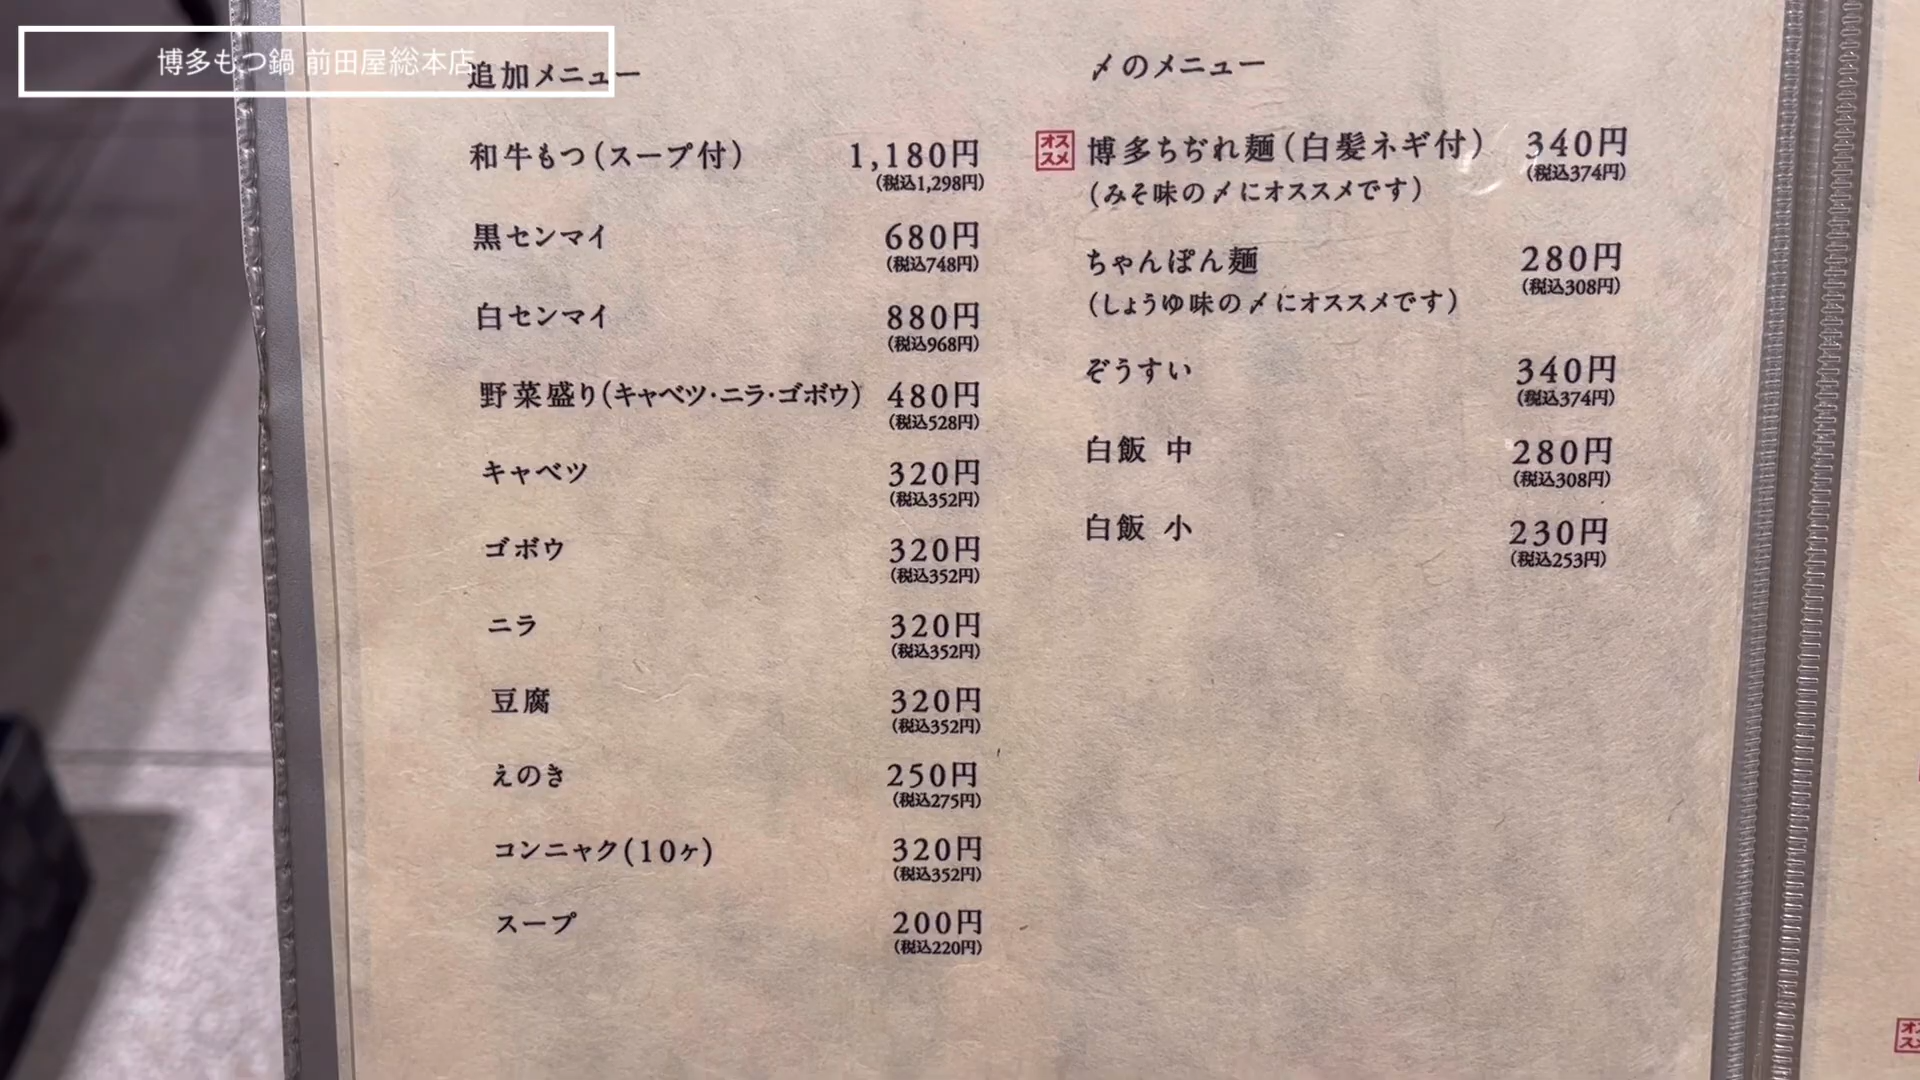 博多もつ鍋 前田屋総本店
追加メニュー
和牛もつ(スープ付) 1,180円
(税込1,298円)
黒センマイ 680円
(税込748円)
白センマイ 880円
(税込968円)
野菜盛り(キャベツ・ニラ・ゴボウ) 480円
(税込528円)
キャベツ 320円
(税込352円)
ゴボウ 320円
(税込352円)
ニラ 320円
(税込352円)
豆腐 320円
(税込352円)
えのき 250円
(税込275円)
コンニャク(10ヶ) 320円
(税込352円)
スープ 200円
(税込220円)
〆のメニュー
オススメ 博多ちぢれ麺(白髪ネギ付) 340円
(税込374円)
(みそ味の〆にオススメです)
ちゃんぽん麺 280円
(税込308円)
(しょうゆ味の〆にオススメです)
ぞうすい 340円
(税込374円)
白飯 中 280円
(税込308円)
白飯 小 230円
(税込253円)